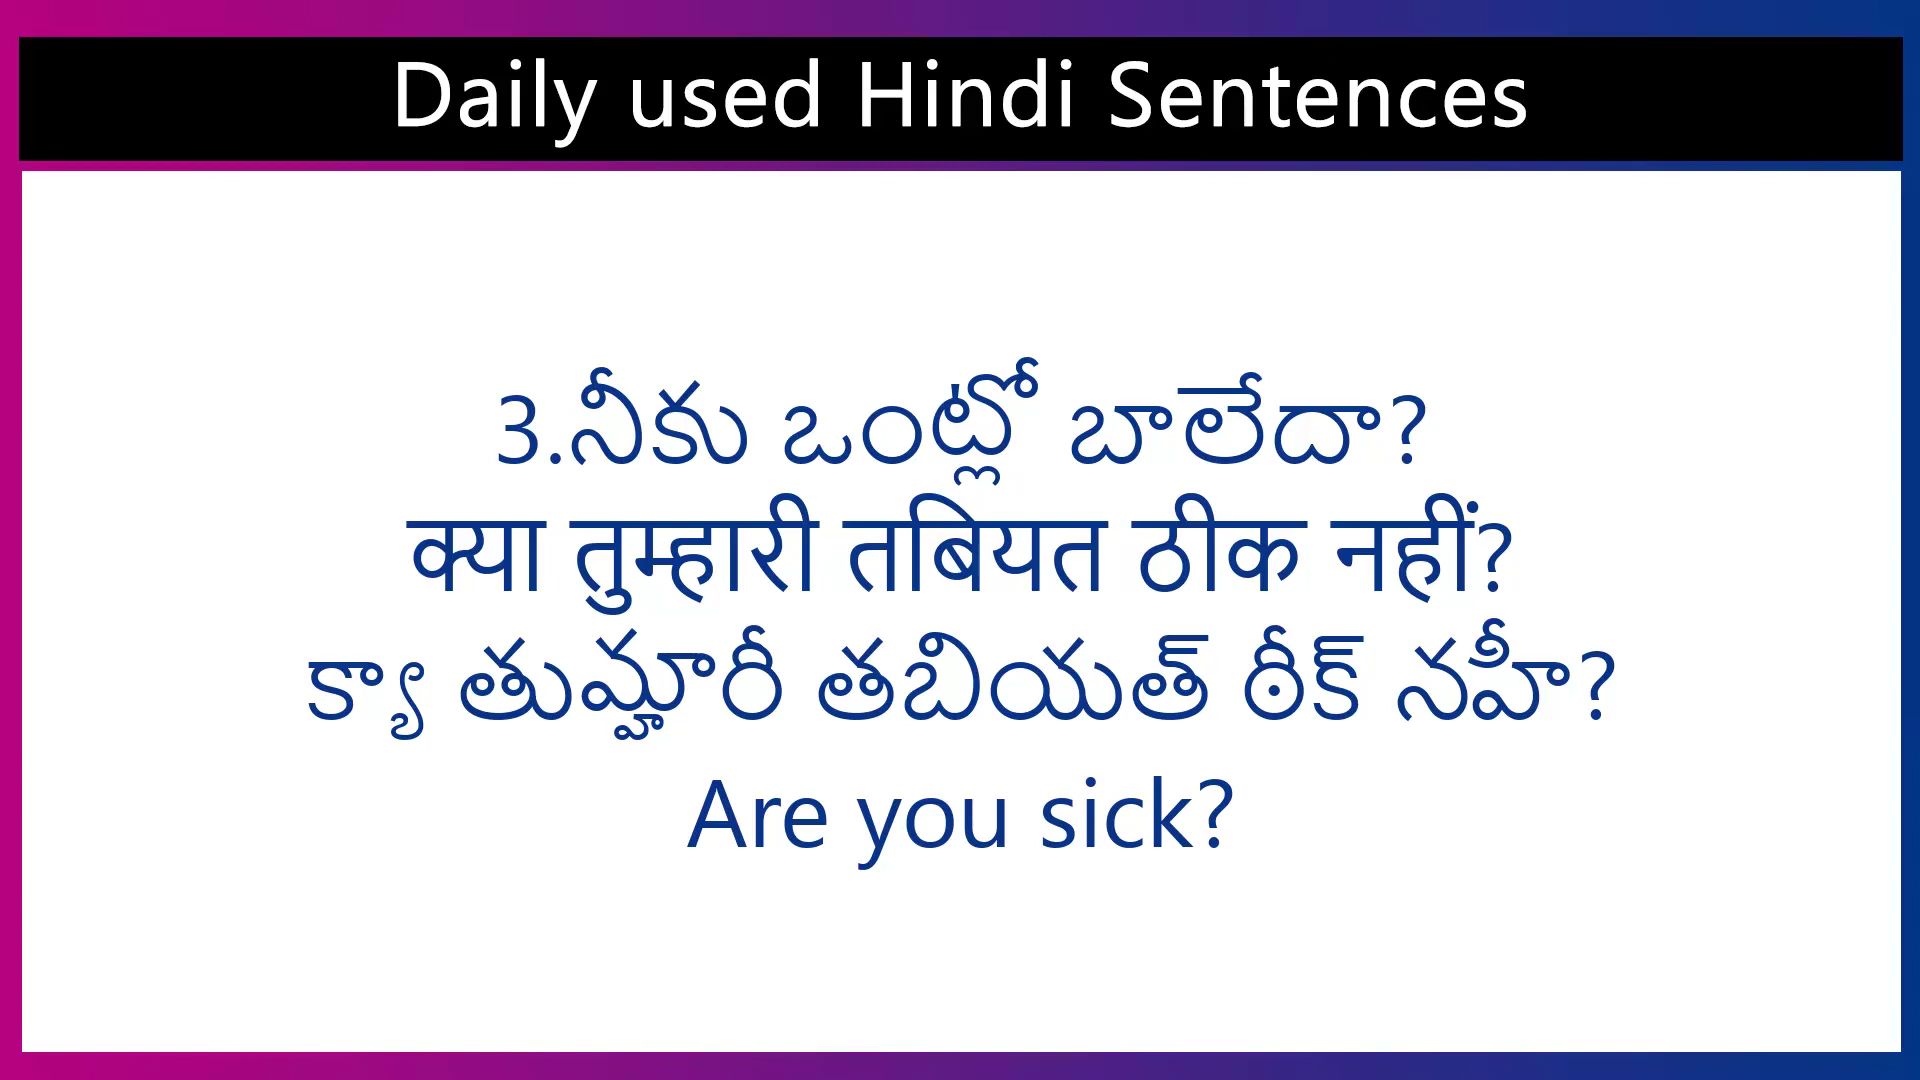 Daily used Hindi Sentences
3.నీకు ఒంట్లో బాలేదా?
क्या तुम्हारी तबियत ठीक नहीं?
క్యా తుమ్హారీ తబియత్ ఠీక్ నహీ?
Are you sick?